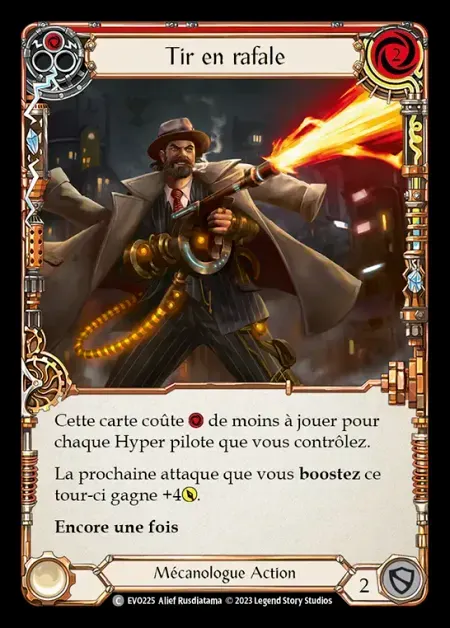 Tir en rafale
2
Cette carte coûte de moins à jouer pour
chaque Hyper pilote que vous contrôlez.
La prochaine attaque que vous boostez ce
tour-ci gagne +4.
Encore une fois
Mécanologue Action
2
C EVO225 Alief Rusdiatama © 2023 Legend Story Studios